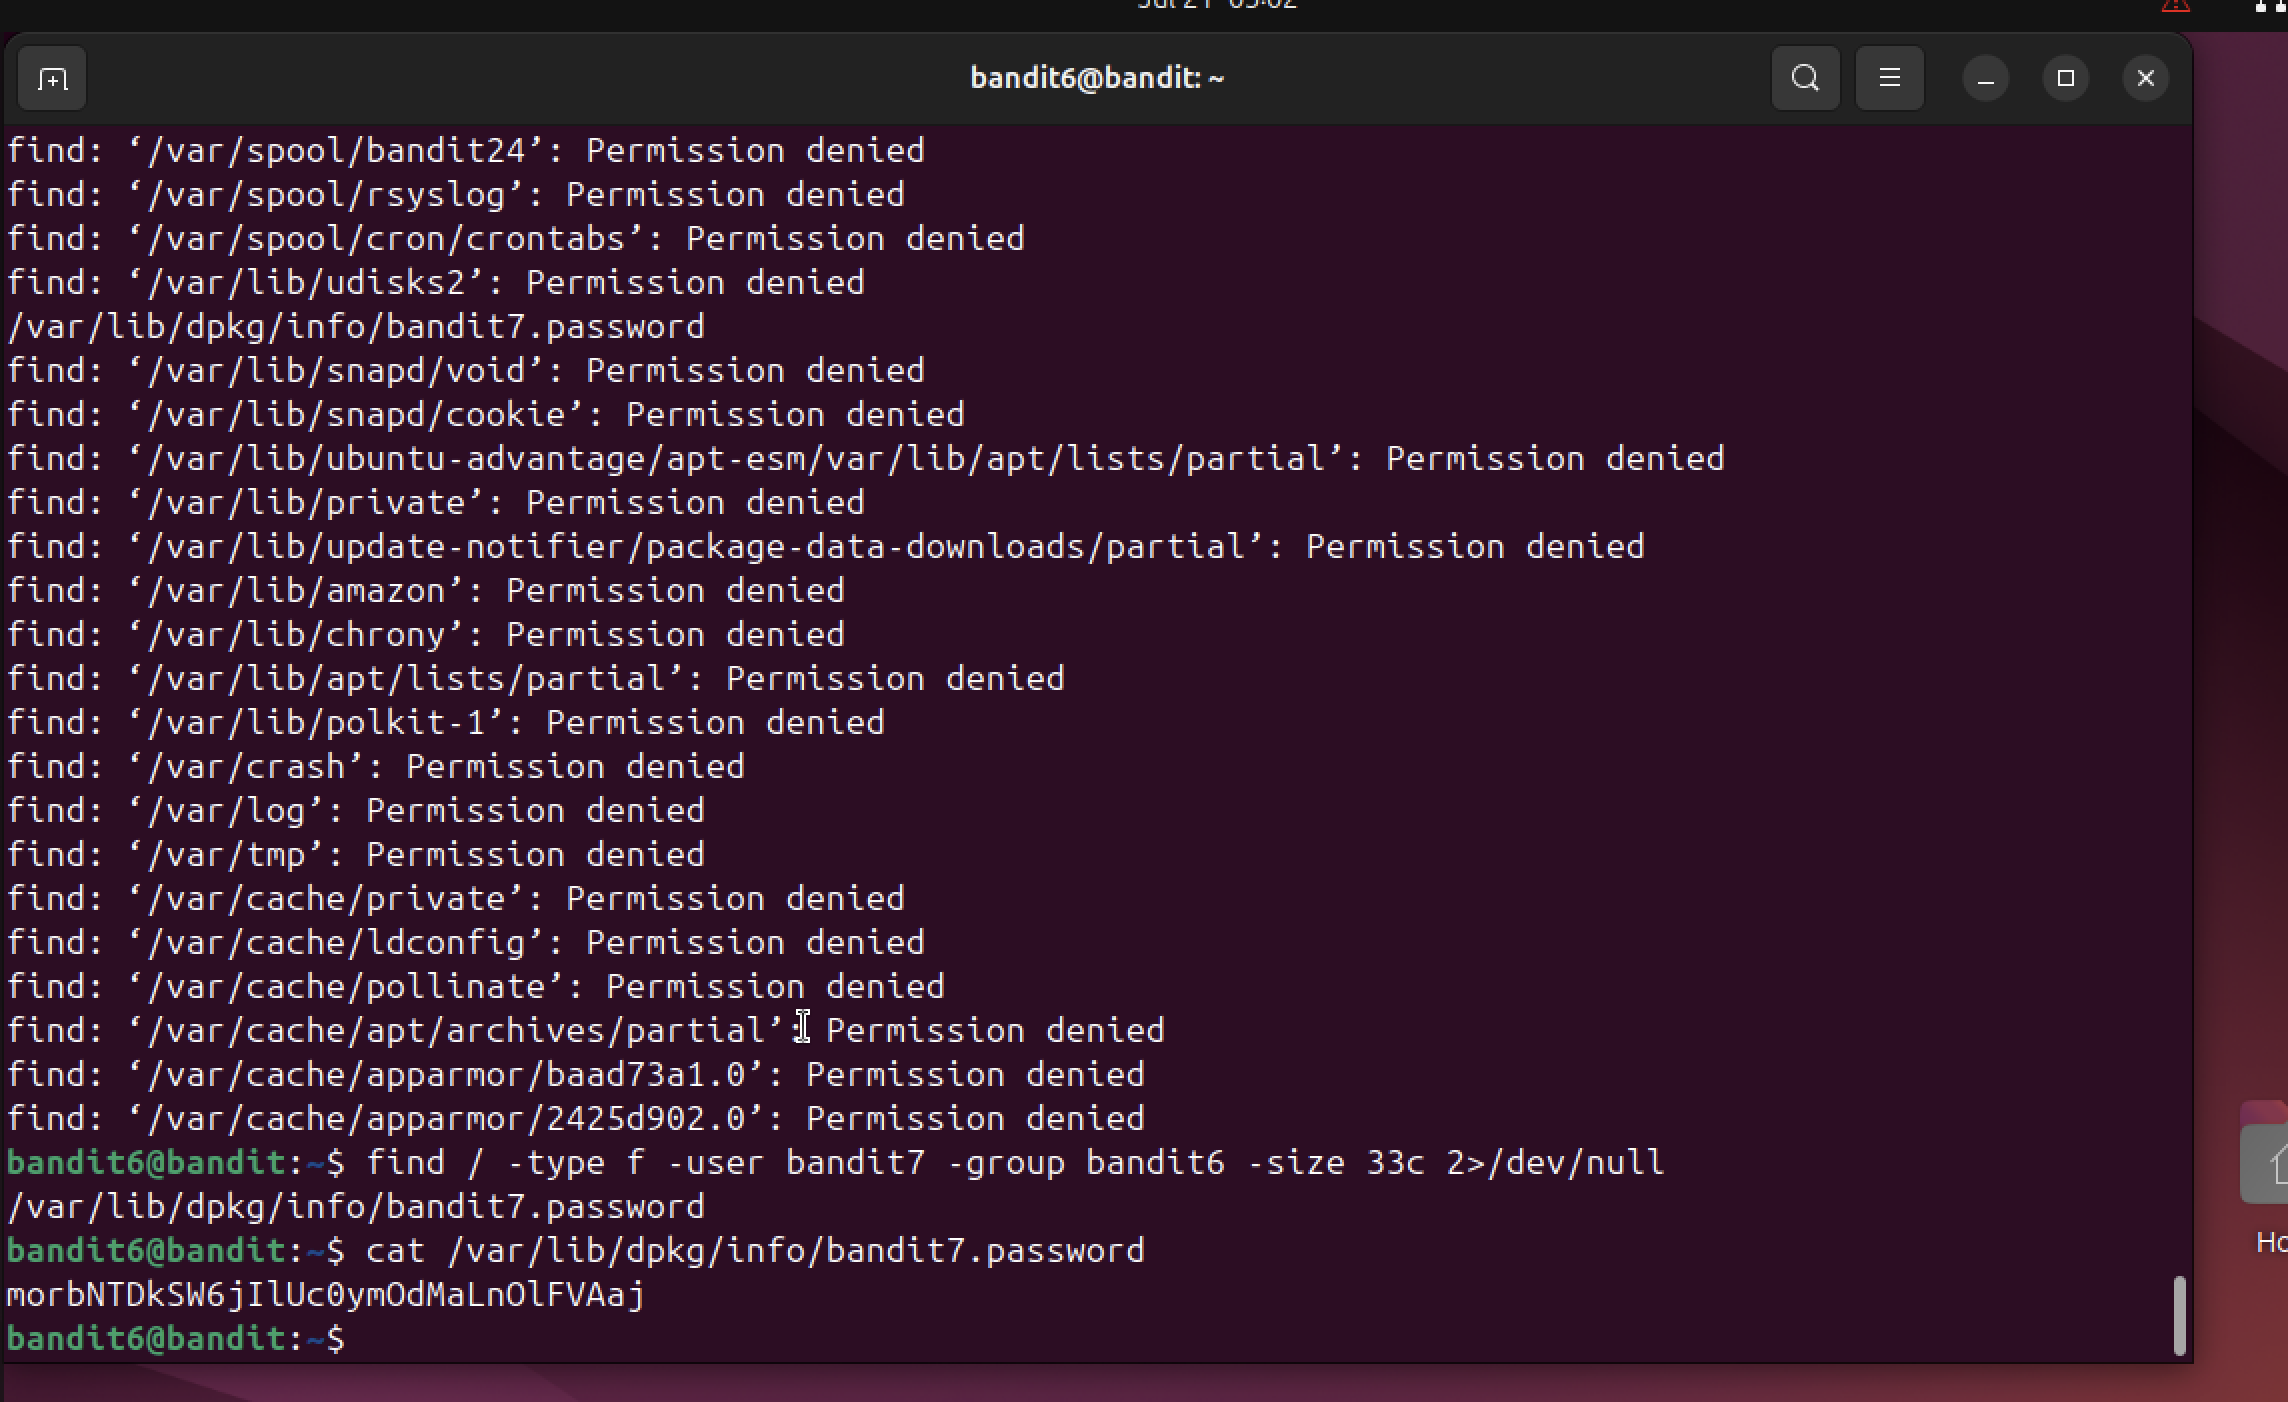 bandit6@bandit: ~
find: ‘/var/spool/bandit24’: Permission denied
find: ‘/var/spool/rsyslog’: Permission denied
find: ‘/var/spool/cron/crontabs’: Permission denied
find: ‘/var/lib/udisks2’: Permission denied
/var/lib/dpkg/info/bandit7.password
find: ‘/var/lib/snapd/void’: Permission denied
find: ‘/var/lib/snapd/cookie’: Permission denied
find: ‘/var/lib/ubuntu-advantage/apt-esm/var/lib/apt/lists/partial’: Permission denied
find: ‘/var/lib/private’: Permission denied
find: ‘/var/lib/update-notifier/package-data-downloads/partial’: Permission denied
find: ‘/var/lib/amazon’: Permission denied
find: ‘/var/lib/chrony’: Permission denied
find: ‘/var/lib/apt/lists/partial’: Permission denied
find: ‘/var/lib/polkit-1’: Permission denied
find: ‘/var/crash’: Permission denied
find: ‘/var/log’: Permission denied
find: ‘/var/tmp’: Permission denied
find: ‘/var/cache/private’: Permission denied
find: ‘/var/cache/ldconfig’: Permission denied
find: ‘/var/cache/pollinate’: Permission denied
find: ‘/var/cache/apt/archives/partial’: Permission denied
find: ‘/var/cache/apparmor/baad73a1.0’: Permission denied
find: ‘/var/cache/apparmor/2425d902.0’: Permission denied
bandit6@bandit:~$ find / -type f -user bandit7 -group bandit6 -size 33c 2>/dev/null
/var/lib/dpkg/info/bandit7.password
bandit6@bandit:~$ cat /var/lib/dpkg/info/bandit7.password
morbNTDkSW6jIlUc0ymOdMaLnOlFVAaj
bandit6@bandit:~$